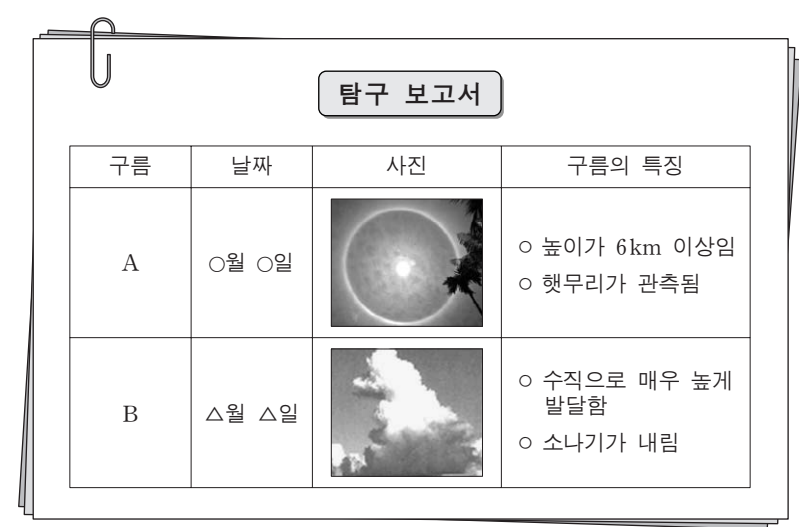 탐구 보고서
구름 날짜 사진 구름의 특징
A ○월 ○일
○ 높이가 6km 이상임
○ 햇무리가 관측됨
B △월 △일
○ 수직으로 매우 높게
발달함
○ 소나기가 내림